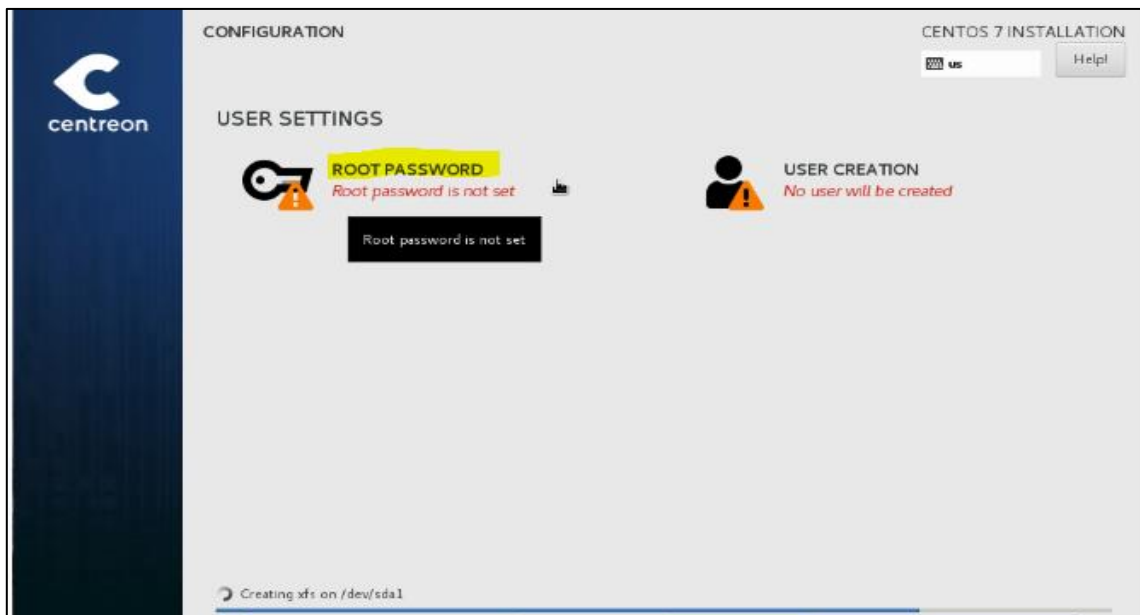 CONFIGURATION
CENTOS 7 INSTALLATION
us
Help!
centreon
USER SETTINGS
ROOT PASSWORD
Root password is not set
USER CREATION
No user will be created
Root password is not set
Creating xfs on /dev/sda1